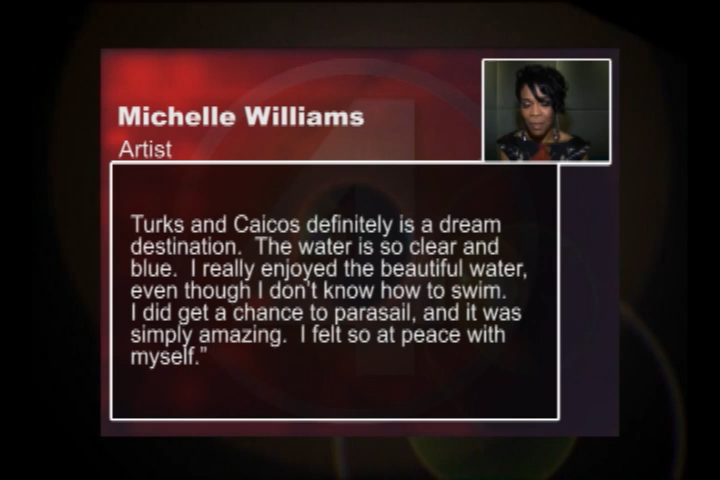 Michelle Williams
Artist
Turks and Caicos definitely is a dream
destination.  The water is so clear and
blue.  I really enjoyed the beautiful water,
even though I don't know how to swim.
I did get a chance to parasail, and it was
simply amazing.  I felt so at peace with
myself.”